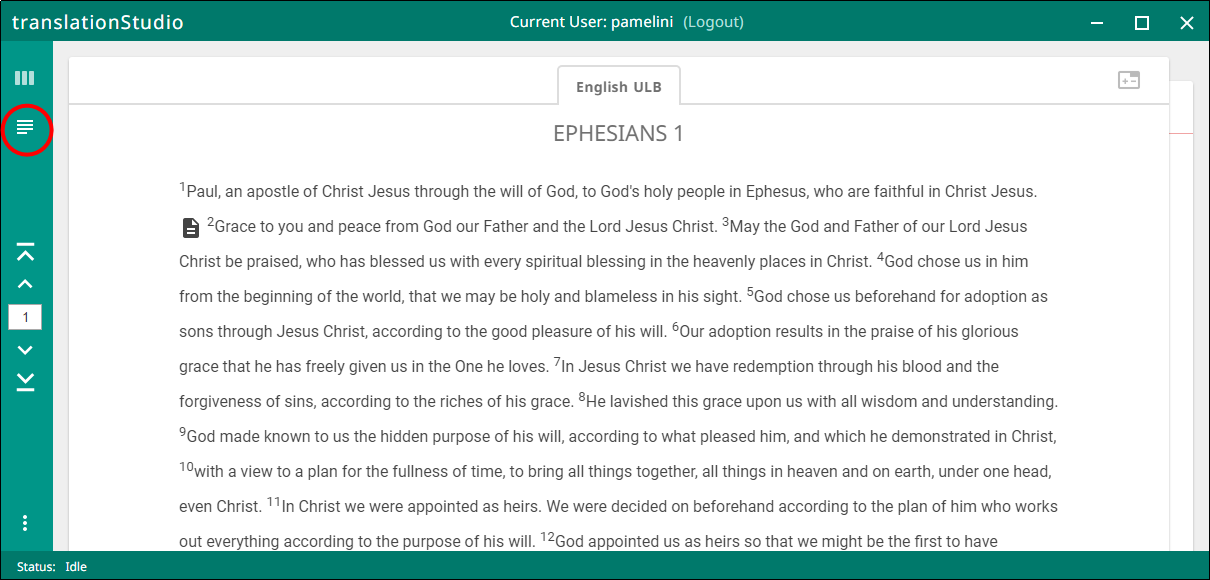 translationStudio
Current User: pamelini (Logout)
English ULB
EPHESIANS 1
1Paul, an apostle of Christ Jesus through the will of God, to God's holy people in Ephesus, who are faithful in Christ Jesus.
2Grace to you and peace from God our Father and the Lord Jesus Christ. 3May the God and Father of our Lord Jesus
Christ be praised, who has blessed us with every spiritual blessing in the heavenly places in Christ. 4God chose us in him
from the beginning of the world, that we may be holy and blameless in his sight. 5God chose us beforehand for adoption as
sons through Jesus Christ, according to the good pleasure of his will. 6Our adoption results in the praise of his glorious
grace that he has freely given us in the One he loves. 7In Jesus Christ we have redemption through his blood and the
1
forgiveness of sins, according to the riches of his grace. 8He lavished this grace upon us with all wisdom and understanding.
9God made known to us the hidden purpose of his will, according to what pleased him, and which he demonstrated in Christ,
10with a view to a plan for the fullness of time, to bring all things together, all things in heaven and on earth, under one head,
even Christ. 11In Christ we were appointed as heirs. We were decided on beforehand according to the plan of him who works
out everything according to the purpose of his will. 12God appointed us as heirs so that we might be the first to have
Status: Idle